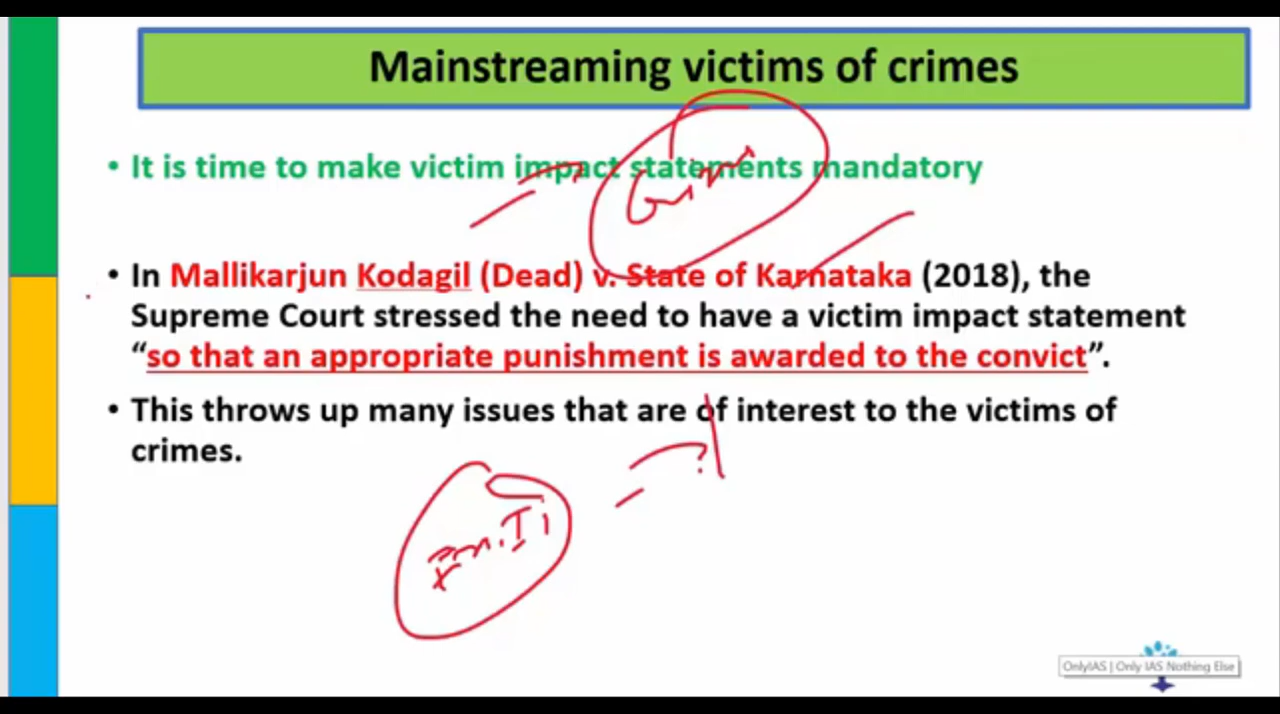 Mainstreaming victims of crimes
• It is time to make victim impact statements mandatory
• In Mallikarjun Kodagil (Dead) v. State of Karnataka (2018), the
Supreme Court stressed the need to have a victim impact statement
“so that an appropriate punishment is awarded to the convict”.
• This throws up many issues that are of interest to the victims of
crimes.
OnlyIAS | Only IAS Nothing Else